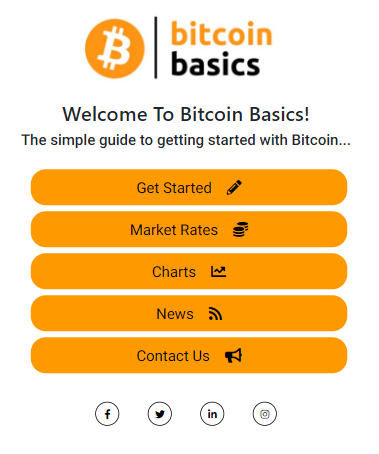 bitcoin
basics
Welcome To Bitcoin Basics!
The simple guide to getting started with Bitcoin...
Get Started
Market Rates
Charts
News
Contact Us